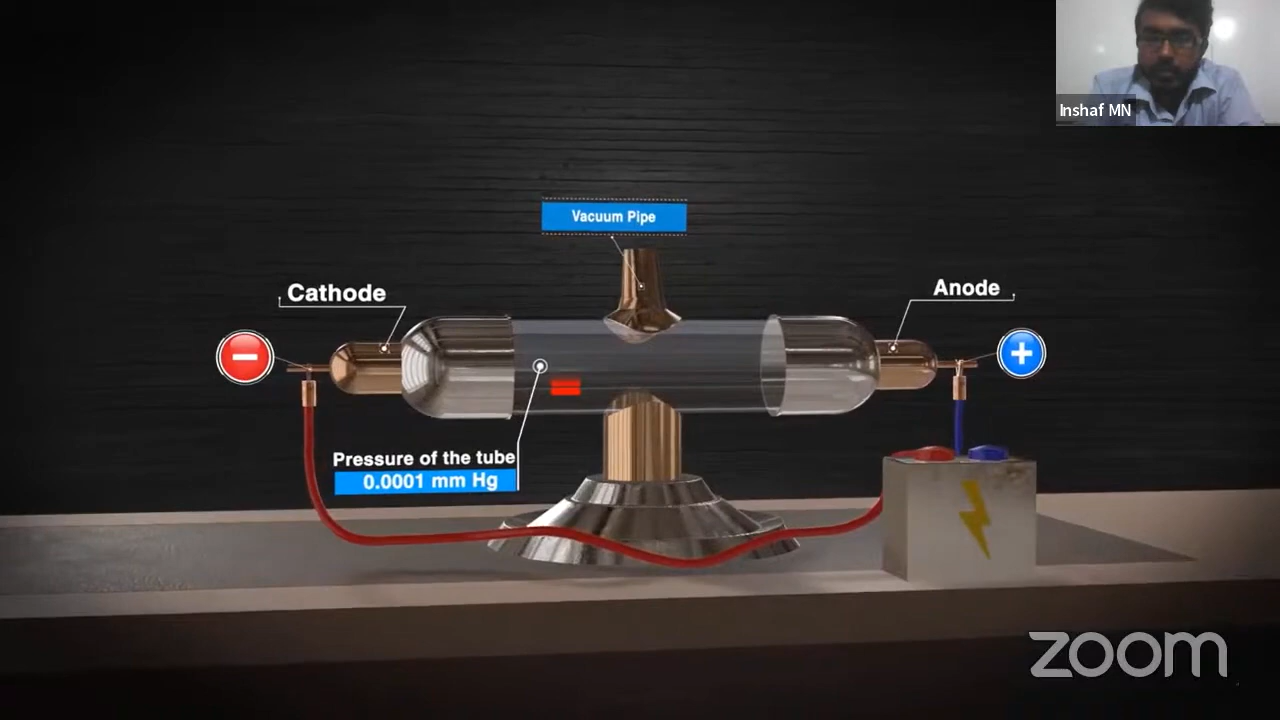 Inshaf MN
Vacuum Pipe
Cathode
Anode
Pressure of the tube
0.0001 mm Hg
zoom